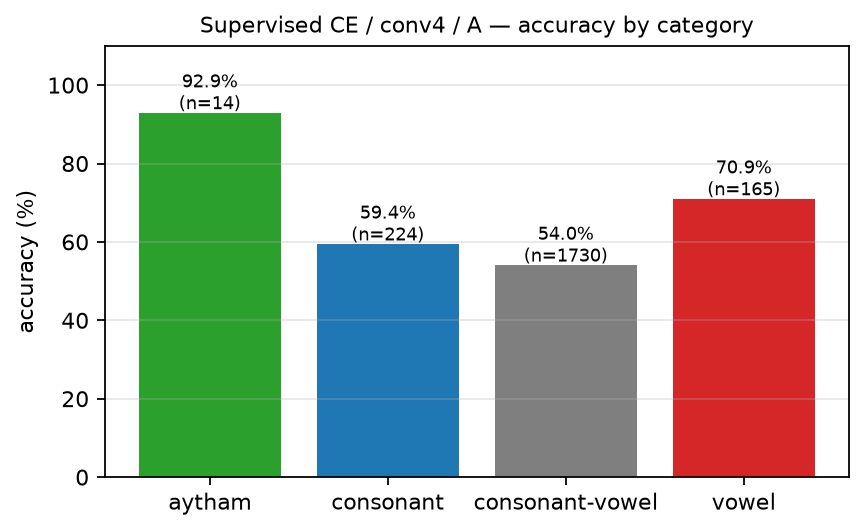 Supervised CE / conv4 / A — accuracy by category
accuracy (%)
100
80
60
40
20
0
92.9%
(n=14)
59.4%
(n=224)
54.0%
(n=1730)
70.9%
(n=165)
aytham
consonant
consonant-vowel
vowel